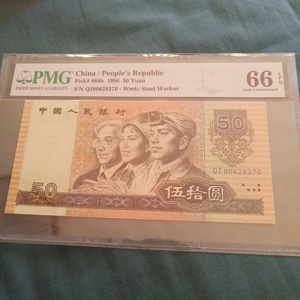 PMG
PAPER MONEY GUARANTY
China / People's Republic
Pick# 888b 1990 50 Yuan
S/N QJ80628370 - Wmk: Steel Worker
66 EPQ
Gem Uncirculated
中国人民银行
50
伍拾圆
50
QJ80628370